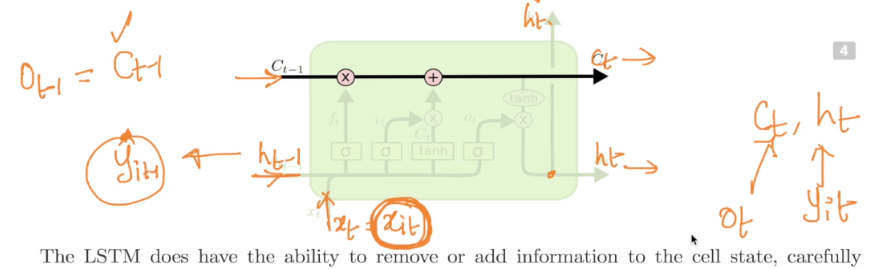 h_t
O_{t-1} = C_{t-1}
C_{t-1}
C_t
4
f_t
i_t
o_t
tanh
C_t, h_t
y_{it-1}
h_{t-1}
σ
σ
tanh
σ
h_t
x_t
x_t = x_{it}
o_t
y_{it}
The LSTM does have the ability to remove or add information to the cell state, carefully